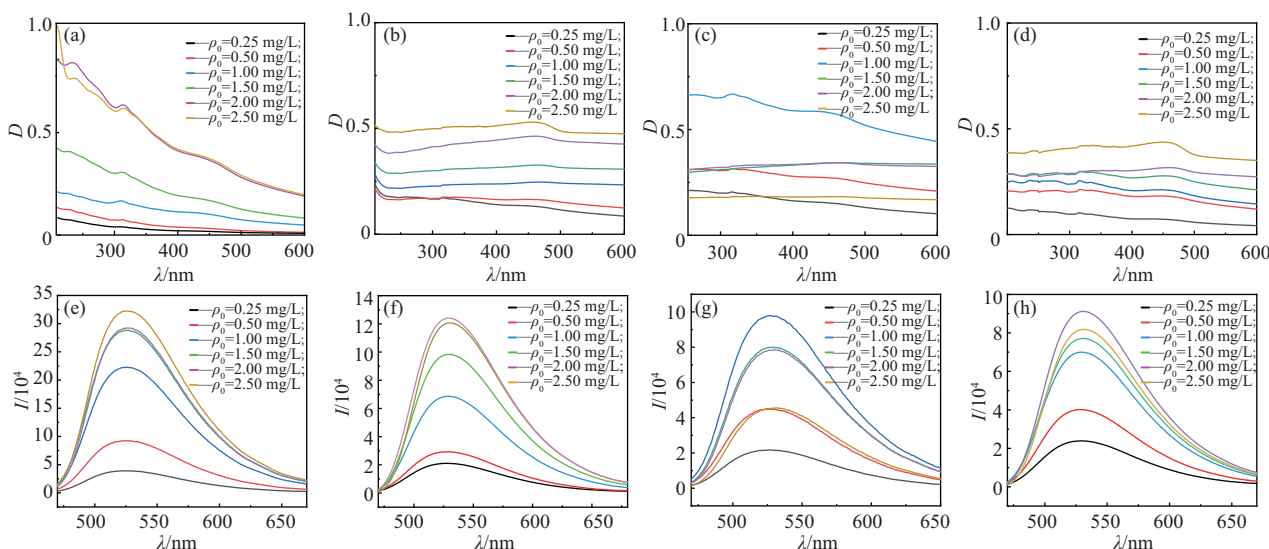 (a)
1.0
0.5
0
D
300 400 500 600
λ/nm
ρ₀=0.25 mg/L;
ρ₀=0.50 mg/L;
ρ₀=1.00 mg/L;
ρ₀=1.50 mg/L;
ρ₀=2.00 mg/L;
ρ₀=2.50 mg/L
(b)
1.0
0.5
0
D
300 400 500 600
λ/nm
ρ₀=0.25 mg/L;
ρ₀=0.50 mg/L;
ρ₀=1.00 mg/L;
ρ₀=1.50 mg/L;
ρ₀=2.00 mg/L;
ρ₀=2.50 mg/L
(c)
1.0
0.5
0
D
300 400 500 600
λ/nm
ρ₀=0.25 mg/L;
ρ₀=0.50 mg/L;
ρ₀=1.00 mg/L;
ρ₀=1.50 mg/L;
ρ₀=2.00 mg/L;
ρ₀=2.50 mg/L
(d)
1.0
0.5
0
D
200 300 400 500 600
λ/nm
ρ₀=0.25 mg/L;
ρ₀=0.50 mg/L;
ρ₀=1.00 mg/L;
ρ₀=1.50 mg/L;
ρ₀=2.00 mg/L;
ρ₀=2.50 mg/L
(e)
35
30
25
20
15
10
5
0
I/10⁴
500 550 600 650
λ/nm
ρ₀=0.25 mg/L;
ρ₀=0.50 mg/L;
ρ₀=1.00 mg/L;
ρ₀=1.50 mg/L;
ρ₀=2.00 mg/L;
ρ₀=2.50 mg/L
(f)
14
12
10
8
6
4
2
0
I/10⁴
500 550 600 650
λ/nm
ρ₀=0.25 mg/L;
ρ₀=0.50 mg/L;
ρ₀=1.00 mg/L;
ρ₀=1.50 mg/L;
ρ₀=2.00 mg/L;
ρ₀=2.50 mg/L
(g)
10
8
6
4
2
0
I/10⁴
500 550 600 650
λ/nm
ρ₀=0.25 mg/L;
ρ₀=0.50 mg/L;
ρ₀=1.00 mg/L;
ρ₀=1.50 mg/L;
ρ₀=2.00 mg/L;
ρ₀=2.50 mg/L
(h)
10
8
6
4
2
0
I/10⁴
500 550 600 650
λ/nm
ρ₀=0.25 mg/L;
ρ₀=0.50 mg/L;
ρ₀=1.00 mg/L;
ρ₀=1.50 mg/L;
ρ₀=2.00 mg/L;
ρ₀=2.50 mg/L